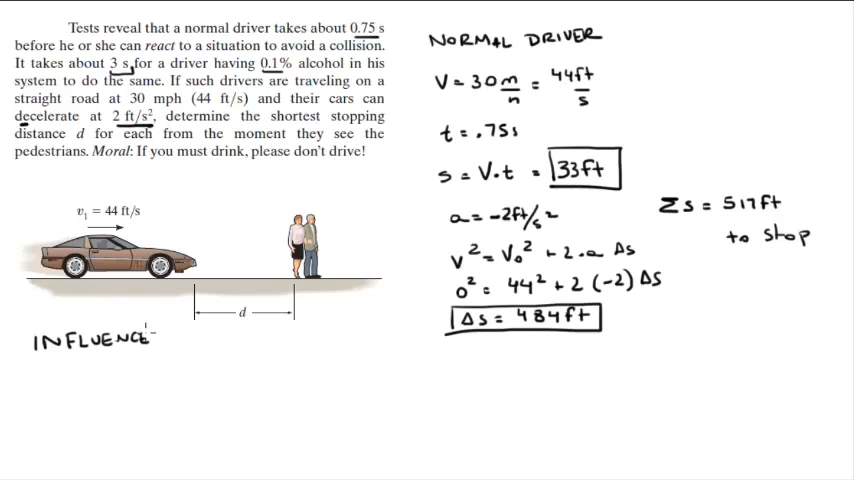 Tests reveal that a normal driver takes about 0.75 s
before he or she can react to a situation to avoid a collision.
It takes about 3 s for a driver having 0.1% alcohol in his
system to do the same. If such drivers are traveling on a
straight road at 30 mph (44 ft/s) and their cars can
decelerate at 2 ft/s², determine the shortest stopping
distance d for each from the moment they see the
pedestrians. Moral: If you must drink, please don't drive!
v₁ = 44 ft/s
d
INFLUENCE
NORMAL DRIVER
V = 30 m/h = 44ft/s
t = .75s
s = V·t = 33ft
a = -2ft/s²
V² = V₀² + 2·a Δs
0² = 44² + 2(-2) Δs
Δs = 484ft
Σs = 517ft
to stop